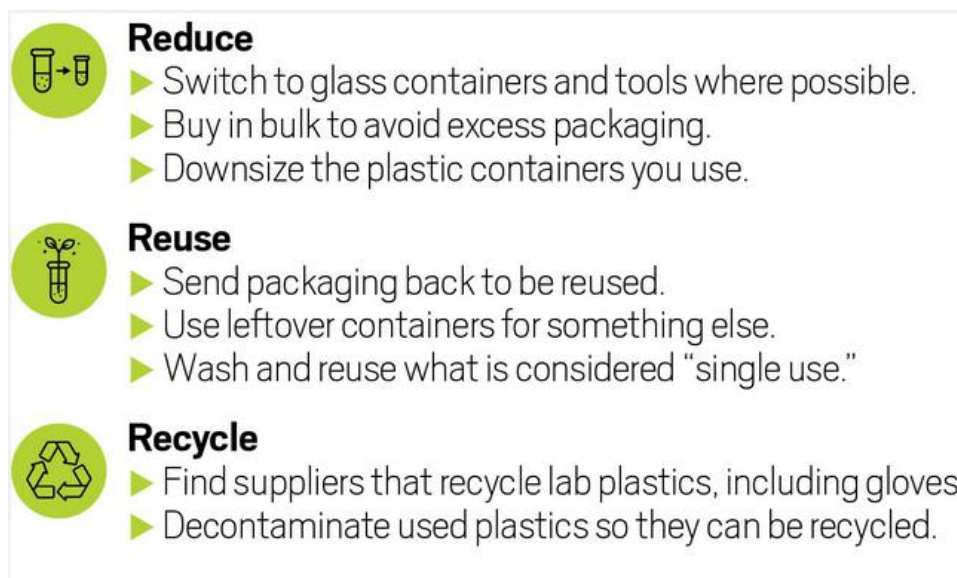 Reduce
Switch to glass containers and tools where possible.
Buy in bulk to avoid excess packaging.
Downsize the plastic containers you use.
Reuse
Send packaging back to be reused.
Use leftover containers for something else.
Wash and reuse what is considered “single use.”
Recycle
Find suppliers that recycle lab plastics, including gloves
Decontaminate used plastics so they can be recycled.